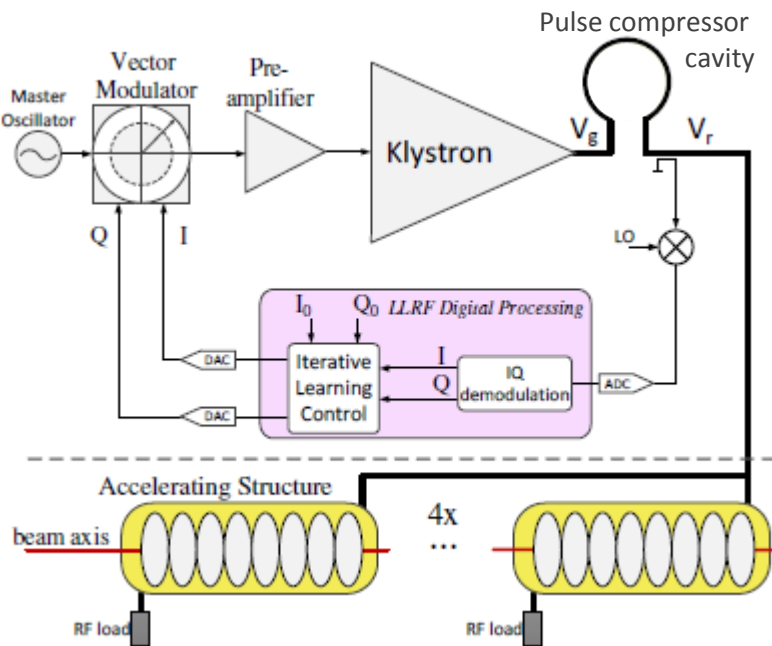 Pulse compressor
cavity
Vector
Modulator
Pre-
amplifier
Master
Oscillator
Klystron
Vg
Vr
Q
I
LO
I0
Q0
LLRF Digital Processing
DAC
DAC
Iterative
Learning
Control
I
Q
IQ
demodulation
ADC
Accelerating Structure
beam axis
4x
...
RF load
RF load